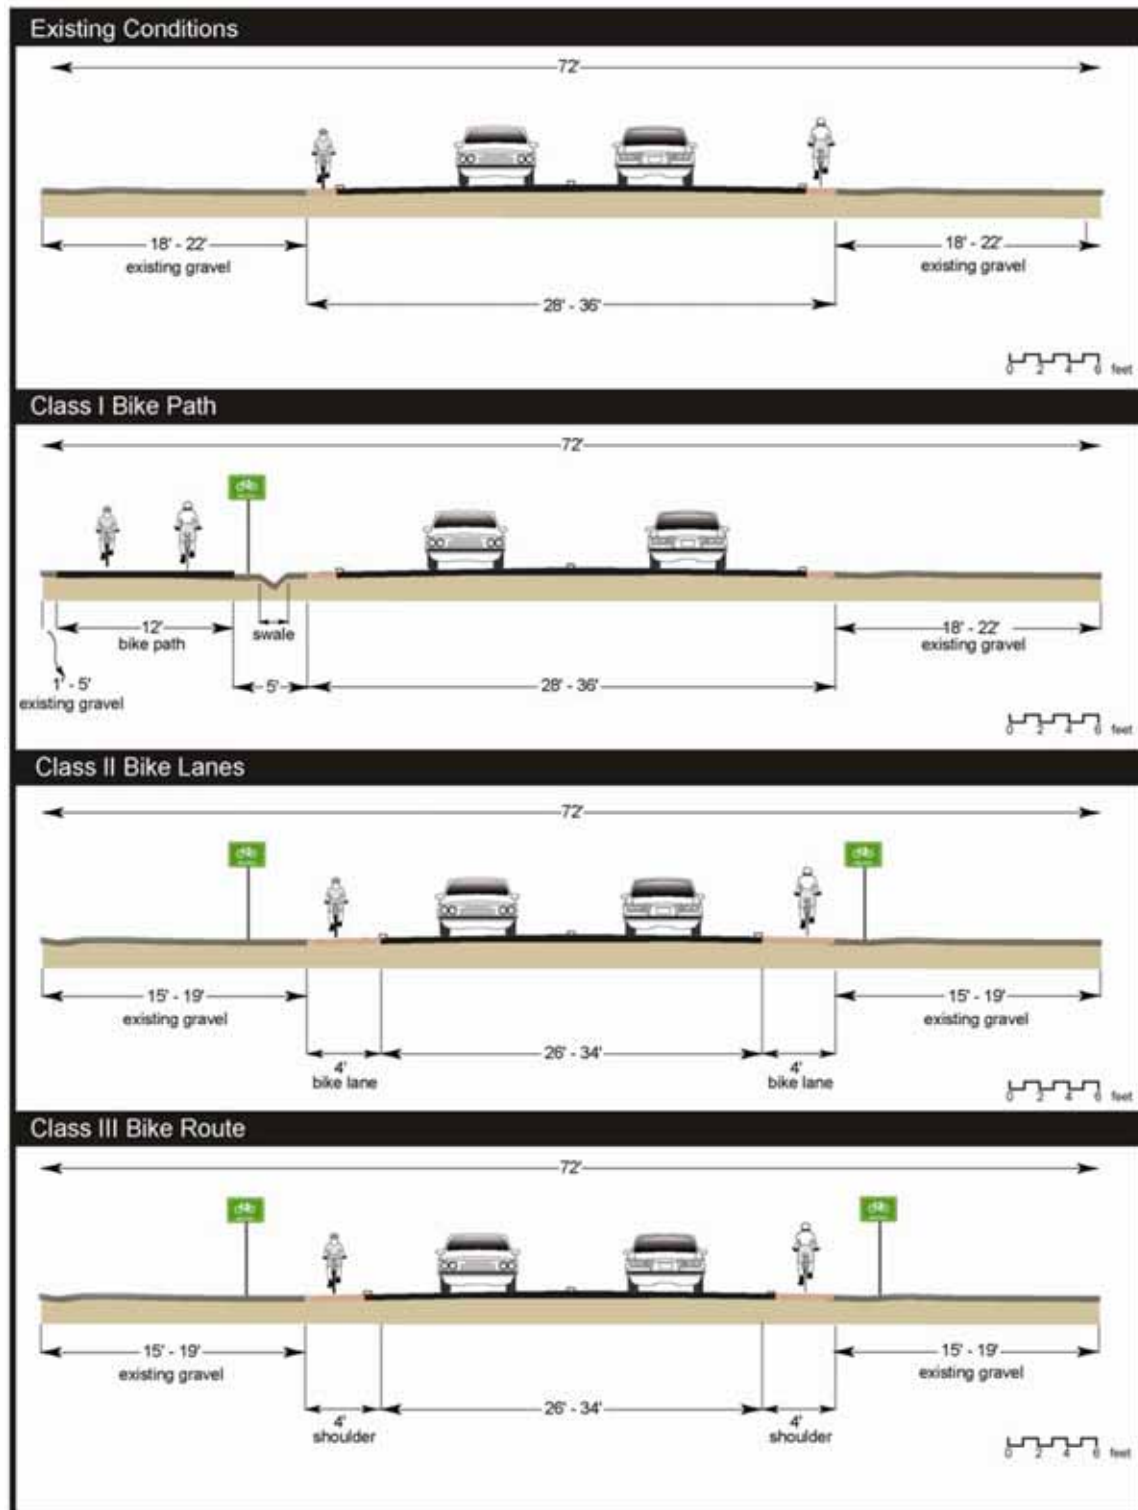 Existing Conditions
72'
18' - 22'
existing gravel
18' - 22'
existing gravel
28' - 36'
0 2 4 6 feet
Class I Bike Path
72'
12'
bike path
swale
18' - 22'
existing gravel
1' - 5'
existing gravel
5'
28' - 36'
0 2 4 6 feet
Class II Bike Lanes
72'
15' - 19'
existing gravel
15' - 19'
existing gravel
4'
bike lane
26' - 34'
4'
bike lane
0 2 4 6 feet
Class III Bike Route
72'
15' - 19'
existing gravel
15' - 19'
existing gravel
4'
shoulder
26' - 34'
4'
shoulder
0 2 4 6 feet